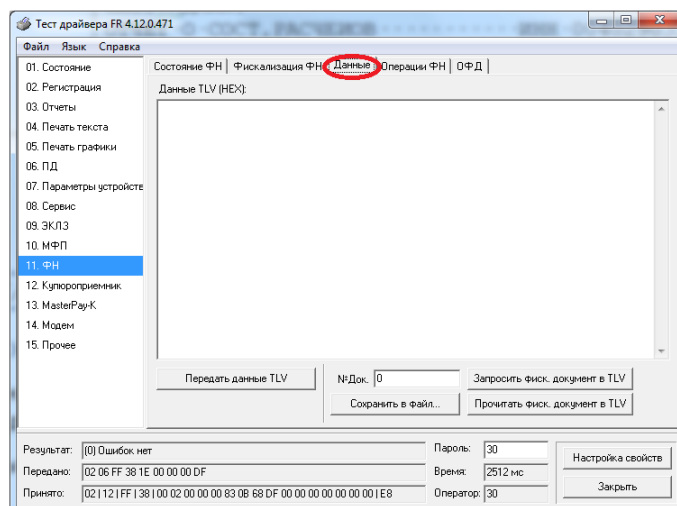 Тест драйвера FR 4.12.0.471
Файл Язык Справка
01. Состояние
02. Регистрация
03. Отчеты
04. Печать текста
05. Печать графики
06. ПД
07. Параметры устройств
08. Сервис
09. ЭКЛЗ
10. МФП
11. ФН
12. Купюроприемник
13. MasterPay-K
14. Модем
15. Прочее
Состояние ФН Фискализация ФН Данные Операции ФН ОФД
Данные TLV (HEX):
Передать данные TLV
№Док. 0
Запросить фиск. документ в TLV
Сохранить в файл...
Прочитать фиск. документ в TLV
Результат: (0) Ошибок нет
Передано: 02 06 FF 38 1E 00 00 00 DF
Принято: 02 | 12 | FF | 38 | 00 02 00 00 00 83 0B 68 DF 00 00 00 00 00 00 00 | E8
Пароль: 30
Время: 2512 мс
Оператор: 30
Настройка свойств
Закрыть